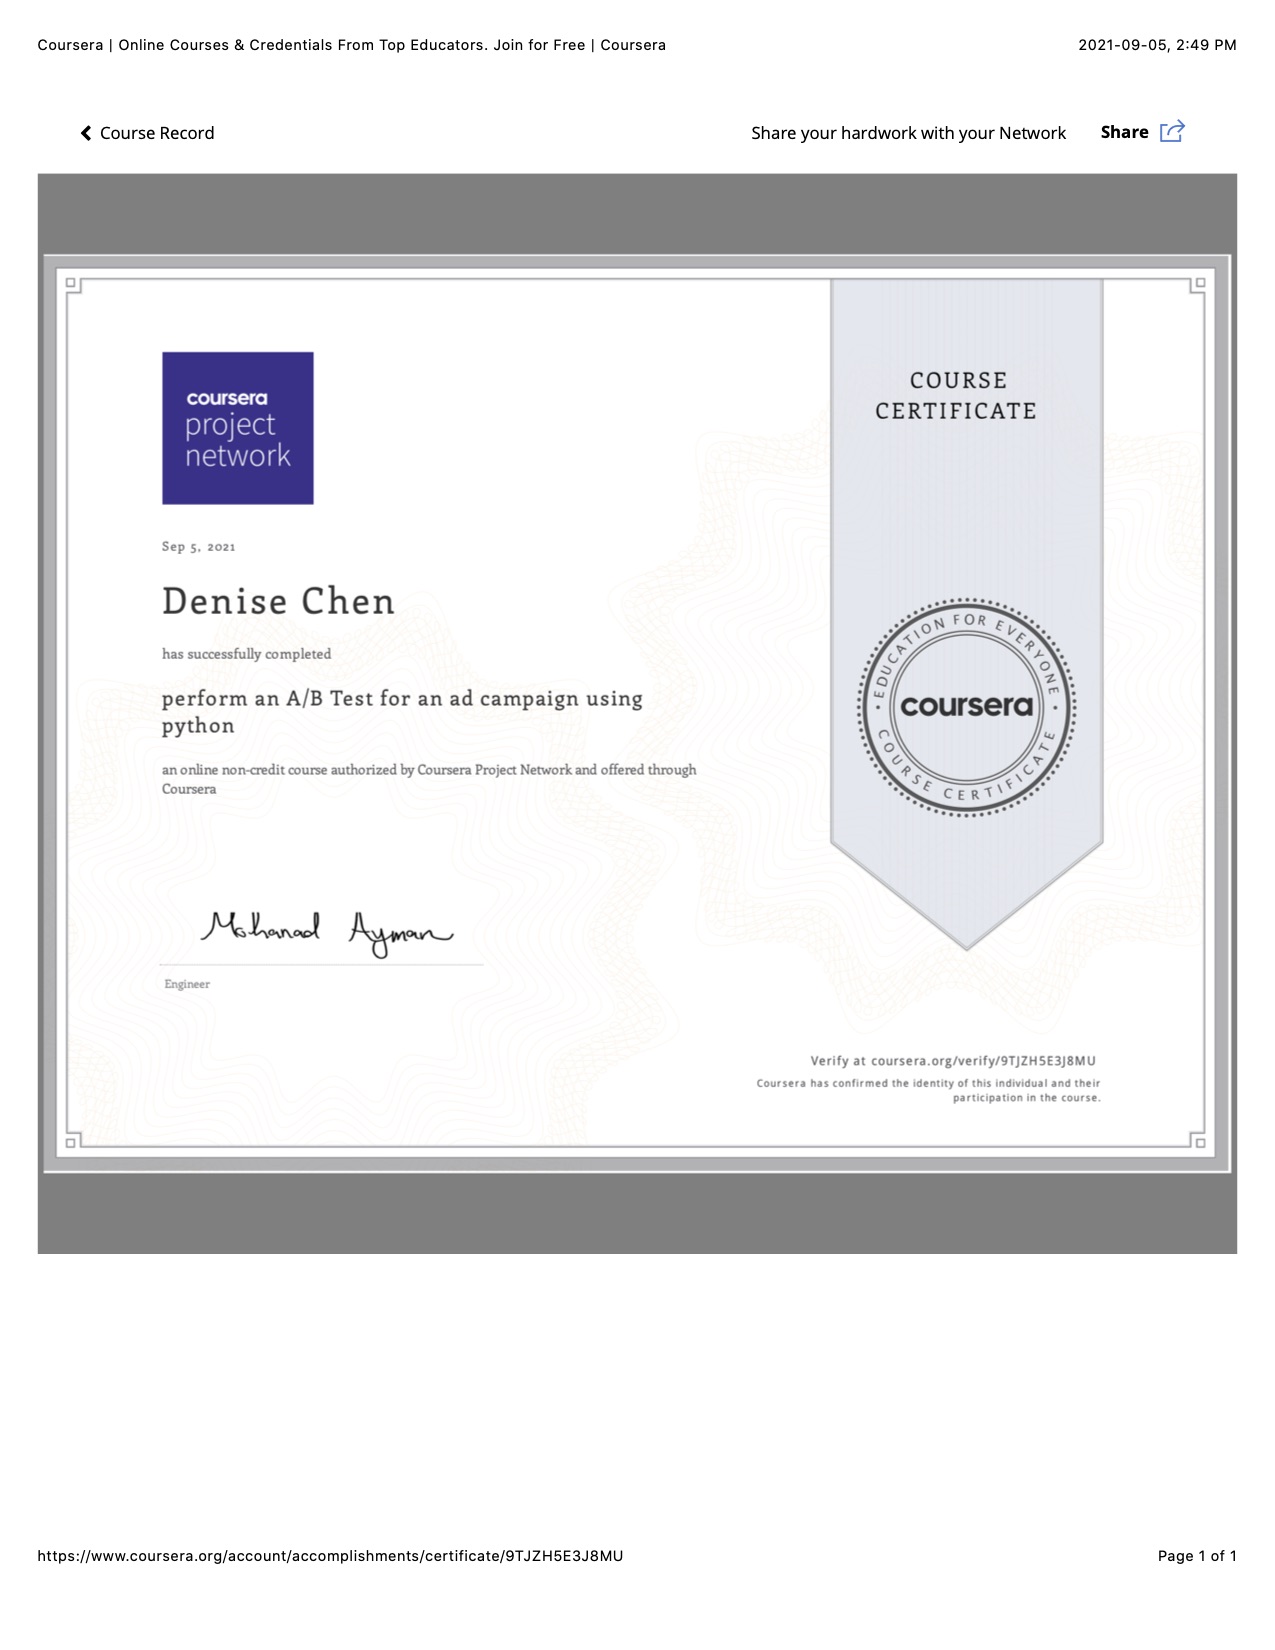 Coursera | Online Courses & Credentials From Top Educators. Join for Free | Coursera
2021-09-05, 2:49 PM
Course Record
Share your hardwork with your Network
Share
coursera
project
network
COURSE
CERTIFICATE
Sep 5, 2021
Denise Chen
has successfully completed
perform an A/B Test for an ad campaign using
python
an online non-credit course authorized by Coursera Project Network and offered through
Coursera
EDUCATION FOR EVERYONE
coursera
COURSE CERTIFICATE
Mohanad Ayman
Engineer
Verify at coursera.org/verify/9TJZH5E3J8MU
Coursera has confirmed the identity of this individual and their
participation in the course.
https://www.coursera.org/account/accomplishments/certificate/9TJZH5E3J8MU
Page 1 of 1